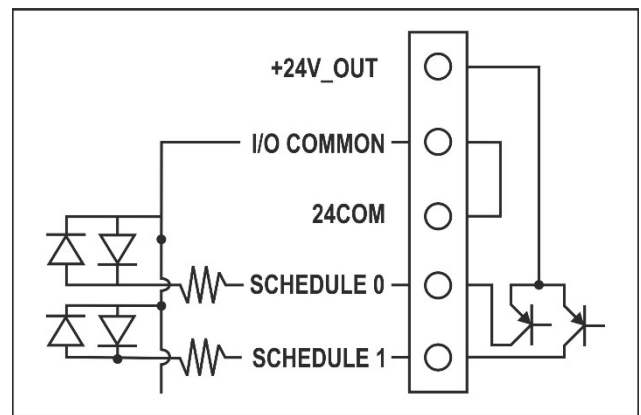 +24V_OUT
I/O COMMON
24COM
SCHEDULE 0
SCHEDULE 1